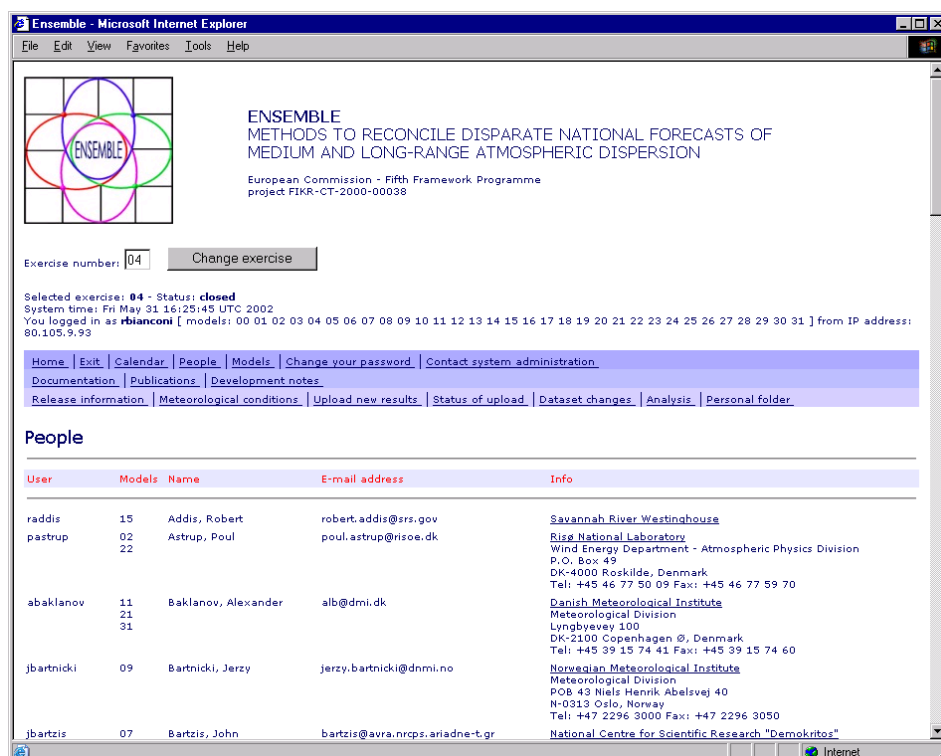 Ensemble - Microsoft Internet Explorer
File Edit View Favorites Tools Help
ENSEMBLE
ENSEMBLE
METHODS TO RECONCILE DISPARATE NATIONAL FORECASTS OF
MEDIUM AND LONG-RANGE ATMOSPHERIC DISPERSION
European Commission - Fifth Framework Programme
project FIKR-CT-2000-00038
Exercise number: 04 Change exercise
Selected exercise: 04 - Status: closed
System time: Fri May 31 16:25:45 UTC 2002
You logged in as rbianconi [ models: 00 01 02 03 04 05 06 07 08 09 10 11 12 13 14 15 16 17 18 19 20 21 22 23 24 25 26 27 28 29 30 31 ] from IP address:
80.105.9.93
Home | Exit | Calendar | People | Models | Change your password | Contact system administration
Documentation | Publications | Development notes
Release information | Meteorological conditions | Upload new results | Status of upload | Dataset changes | Analysis | Personal folder
People
User Models Name E-mail address Info
raddis 15 Addis, Robert robert.addis@srs.gov Savannah River Westinghouse
pastrup 02 Astrup, Poul poul.astrup@risoe.dk Risø National Laboratory
22 Wind Energy Department - Atmospheric Physics Division
P.O. Box 49
DK-4000 Roskilde, Denmark
Tel: +45 46 77 50 09 Fax: +45 46 77 59 70
abaklanov 11 Baklanov, Alexander alb@dmi.dk Danish Meteorological Institute
21 Meteorological Division
31 Lyngbyevey 100
DK-2100 Copenhagen Ø, Denmark
Tel: +45 39 15 74 41 Fax: +45 39 15 74 60
jbartnicki 09 Bartnicki, Jerzy jerzy.bartnicki@dnmi.no Norwegian Meteorological Institute
Meteorological Division
POB 43 Niels Henrik Abelsvej 40
N-0313 Oslo, Norway
Tel: +47 2296 3000 Fax: +47 2296 3050
jbartzis 07 Bartzis, John bartzis@avra.nrcps.ariadne-t.gr National Centre for Scientific Research "Demokritos"
Internet